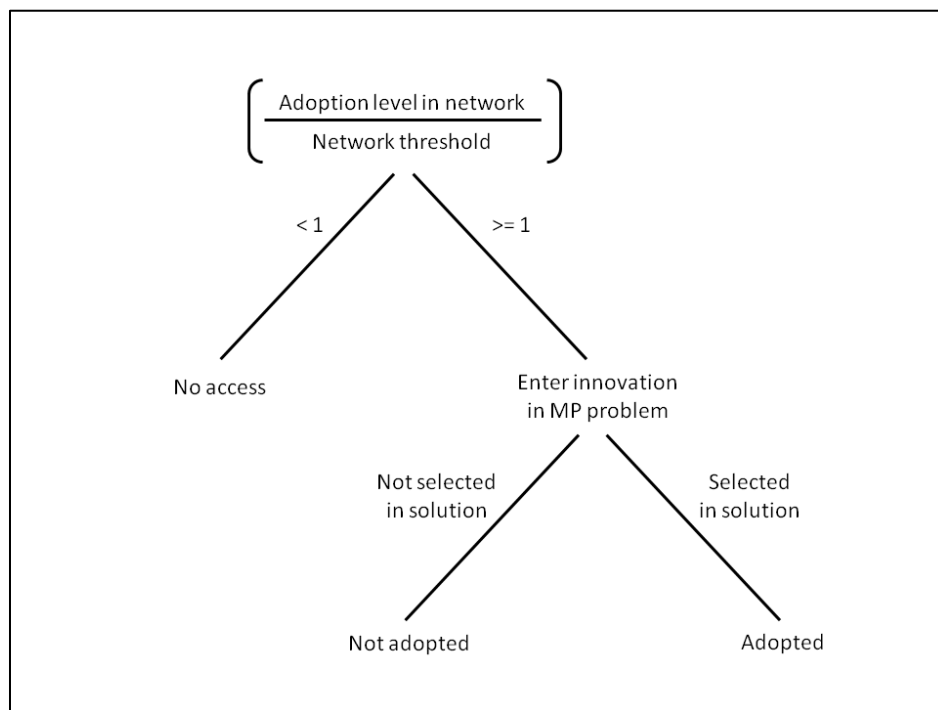 Adoption level in network
Network threshold
< 1
>= 1
No access
Enter innovation
in MP problem
Not selected
in solution
Selected
in solution
Not adopted
Adopted